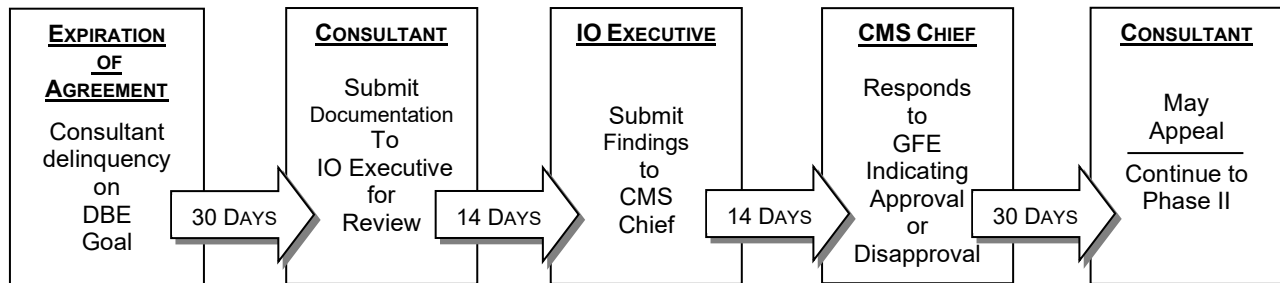 EXPIRATION
OF
AGREEMENT
Consultant
delinquency
on
DBE
Goal
30 DAYS
CONSULTANT
Submit
Documentation
To
IO Executive
for
Review
14 DAYS
IO EXECUTIVE
Submit
Findings
to
CMS
Chief
14 DAYS
CMS CHIEF
Responds
to
GFE
Indicating
Approval
or
Disapproval
30 DAYS
CONSULTANT
May
Appeal
Continue to
Phase II